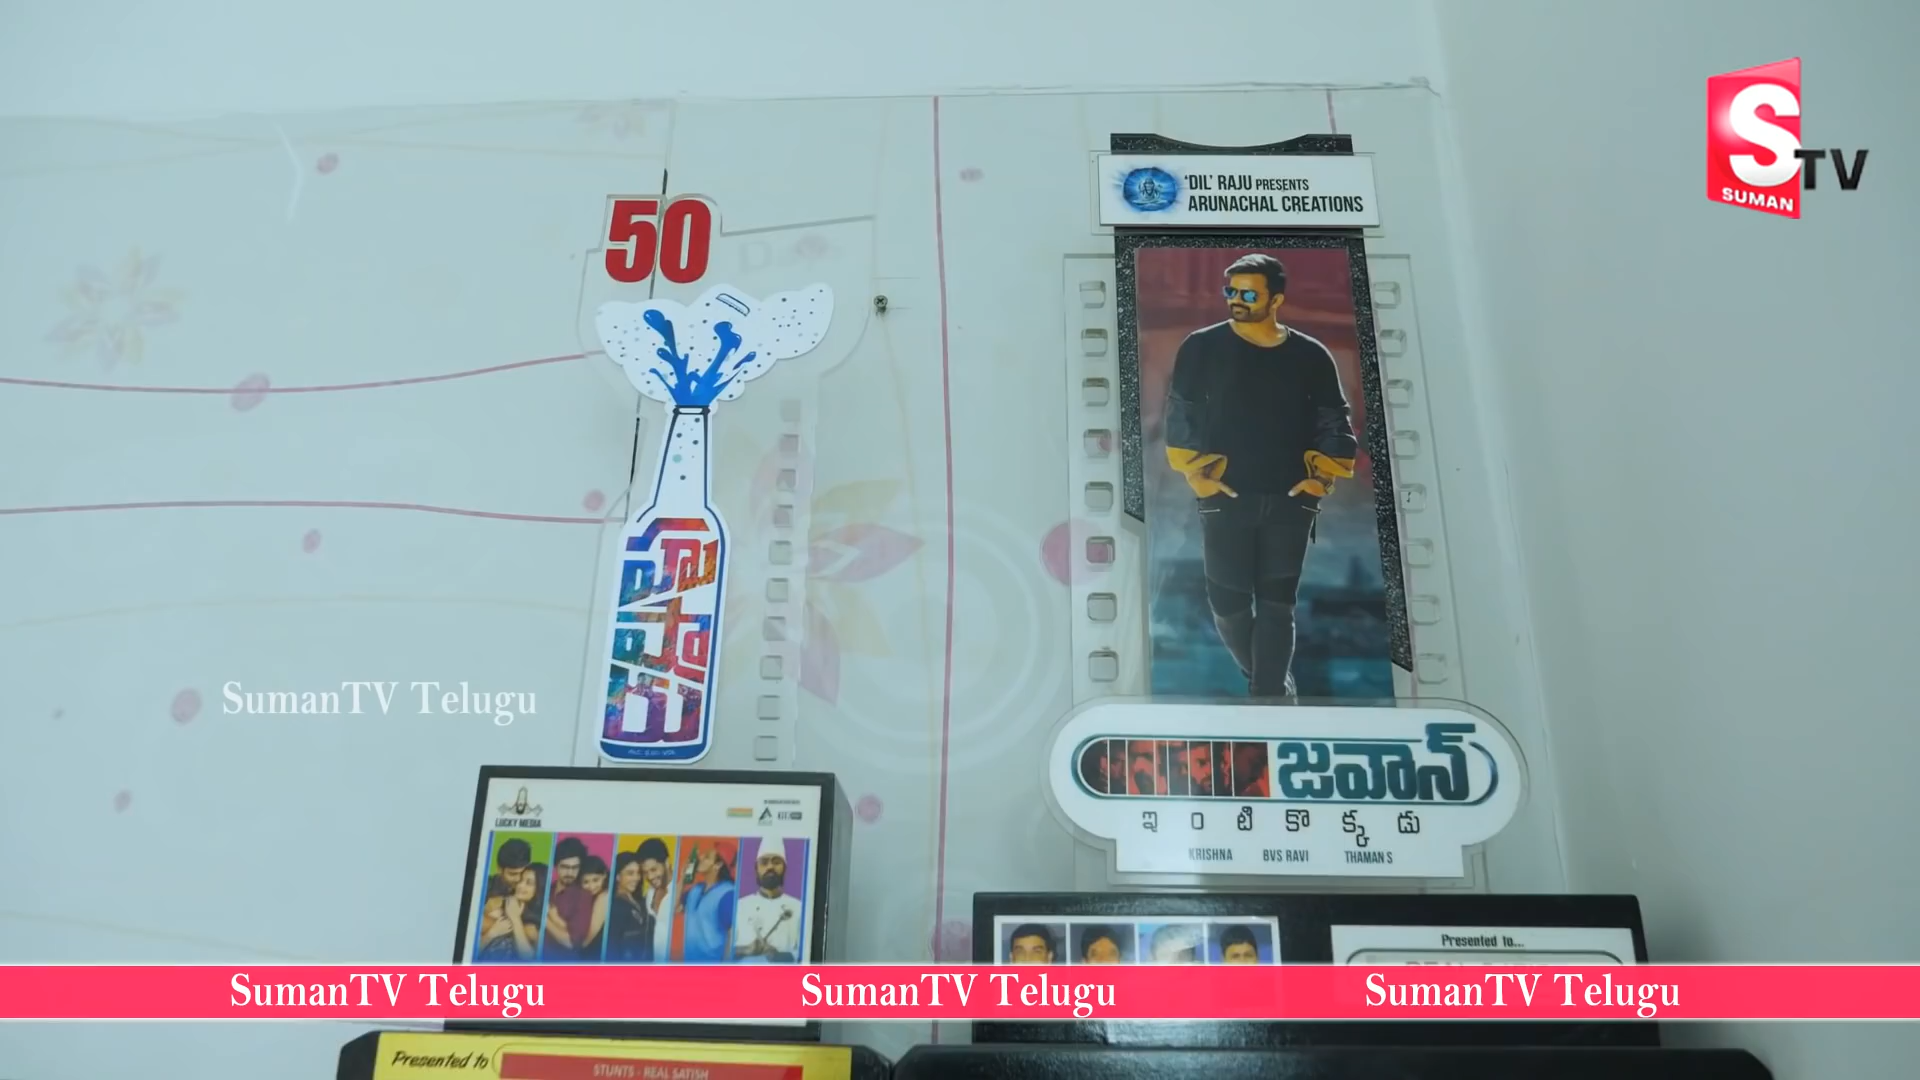 S
TV
SUMAN
'DIL' RAJU PRESENTS
ARUNACHAL CREATIONS
50
హుషారు
SumanTV Telugu
జవాన్
ఇంటికొక్కడు
KRISHNA BVS RAVI THAMAN S
LUCKY MEDIA
Presented to...
SumanTV Telugu SumanTV Telugu SumanTV Telugu
Presented to
STUNTS - REAL SATISH